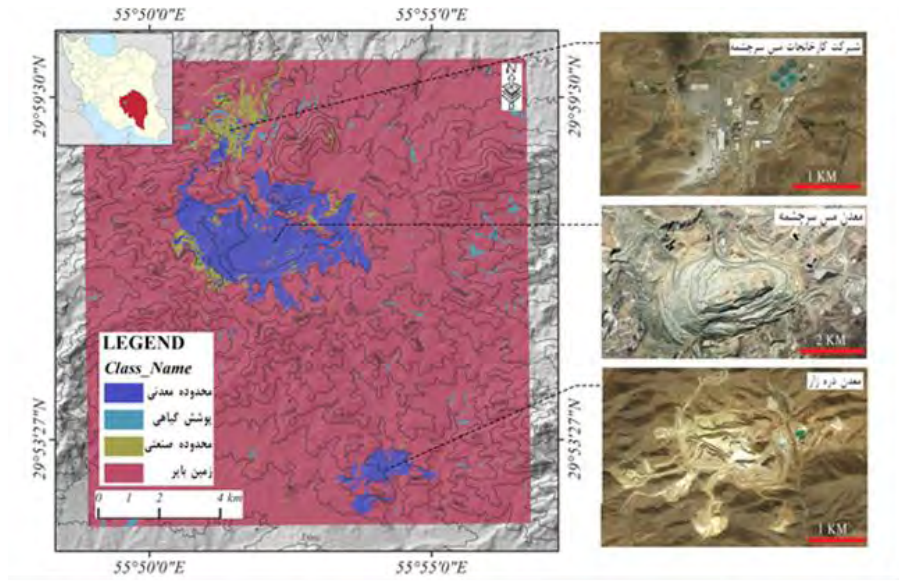 55°50'0"E
55°55'0"E
29°59'30"N
29°59'30"N
N
شرکت کارخانجات مس سرچشمه
1 KM
معدن مس سرچشمه
2 KM
معدن دره زار
1 KM
LEGEND
Class_Name
محدوده معدنی
پوشش گیاهی
محدوده صنعتی
زمین بایر
0 1 2 4 km
29°53'27"N
29°53'27"N
55°50'0"E
55°55'0"E